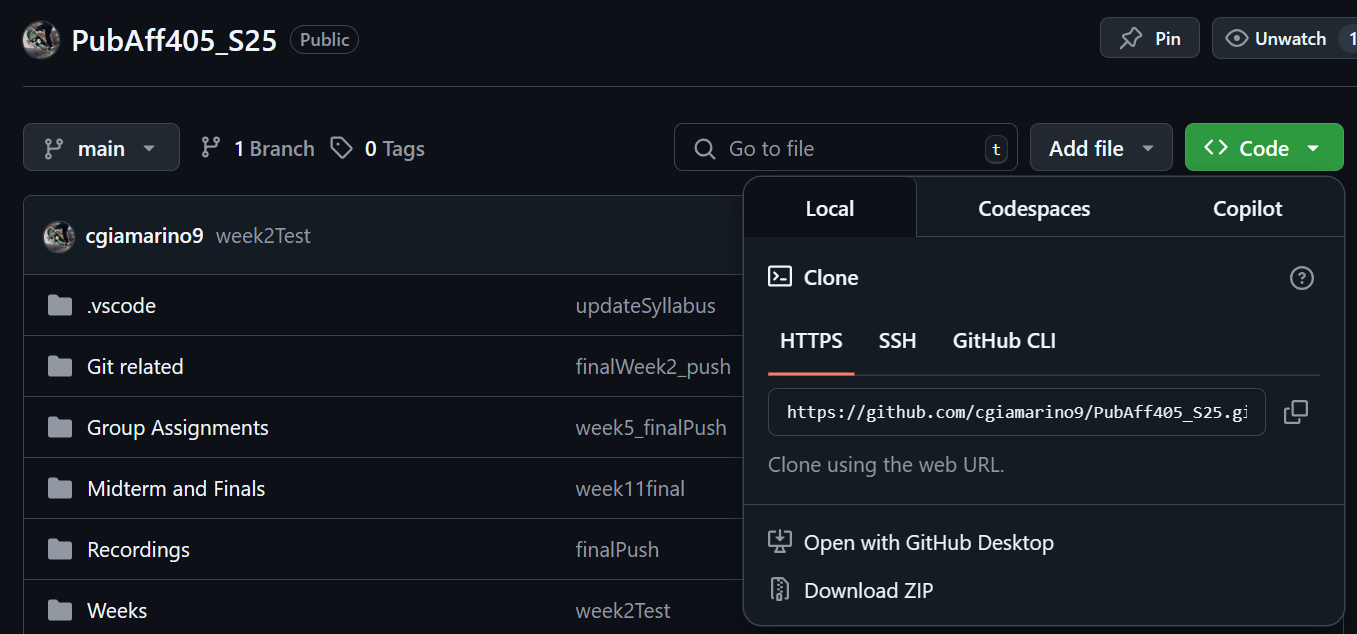 PubAff405_S25 Public Pin Unwatch 1
main 1 Branch 0 Tags Go to file t Add file Code
Local Codespaces Copilot
cgiamarino9 week2Test
Clone
.vscode updateSyllabus
HTTPS SSH GitHub CLI
Git related finalWeek2_push
https://github.com/cgiamarino9/PubAff405_S25.gi
Group Assignments week5_finalPush
Clone using the web URL.
Midterm and Finals week11final
Recordings finalPush
Open with GitHub Desktop
Download ZIP
Weeks week2Test